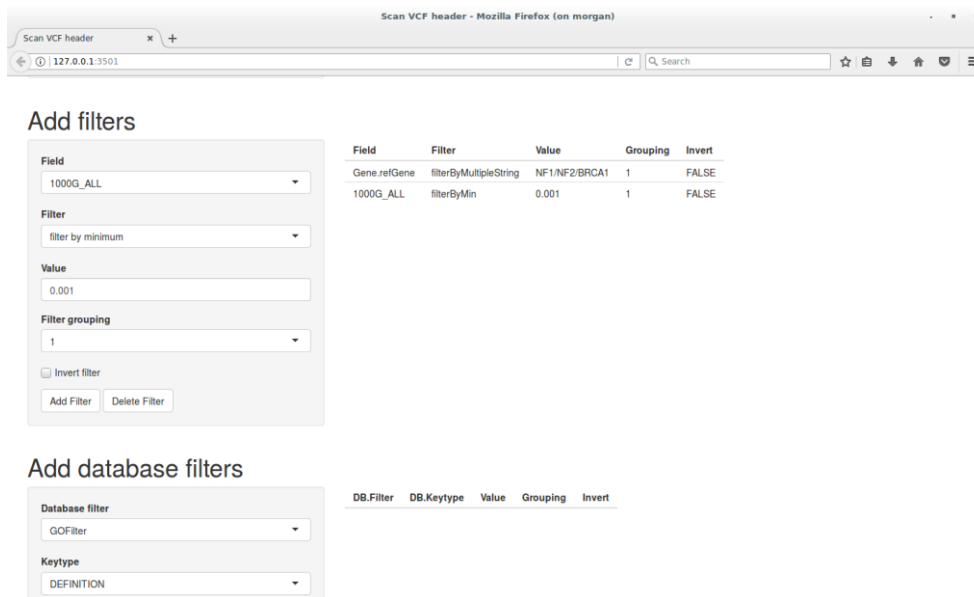 Scan VCF header - Mozilla Firefox (on morgan)
Scan VCF header × +
127.0.0.1:3501 Search
Add filters
Field
1000G_ALL
Filter
filter by minimum
Value
0.001
Filter grouping
1
Invert filter
Add Filter Delete Filter
Field Filter Value Grouping Invert
Gene.refGene filterByMultipleString NF1/NF2/BRCA1 1 FALSE
1000G_ALL filterByMin 0.001 1 FALSE
Add database filters
Database filter
GOFilter
Keytype
DEFINITION
DB.Filter DB.Keytype Value Grouping Invert